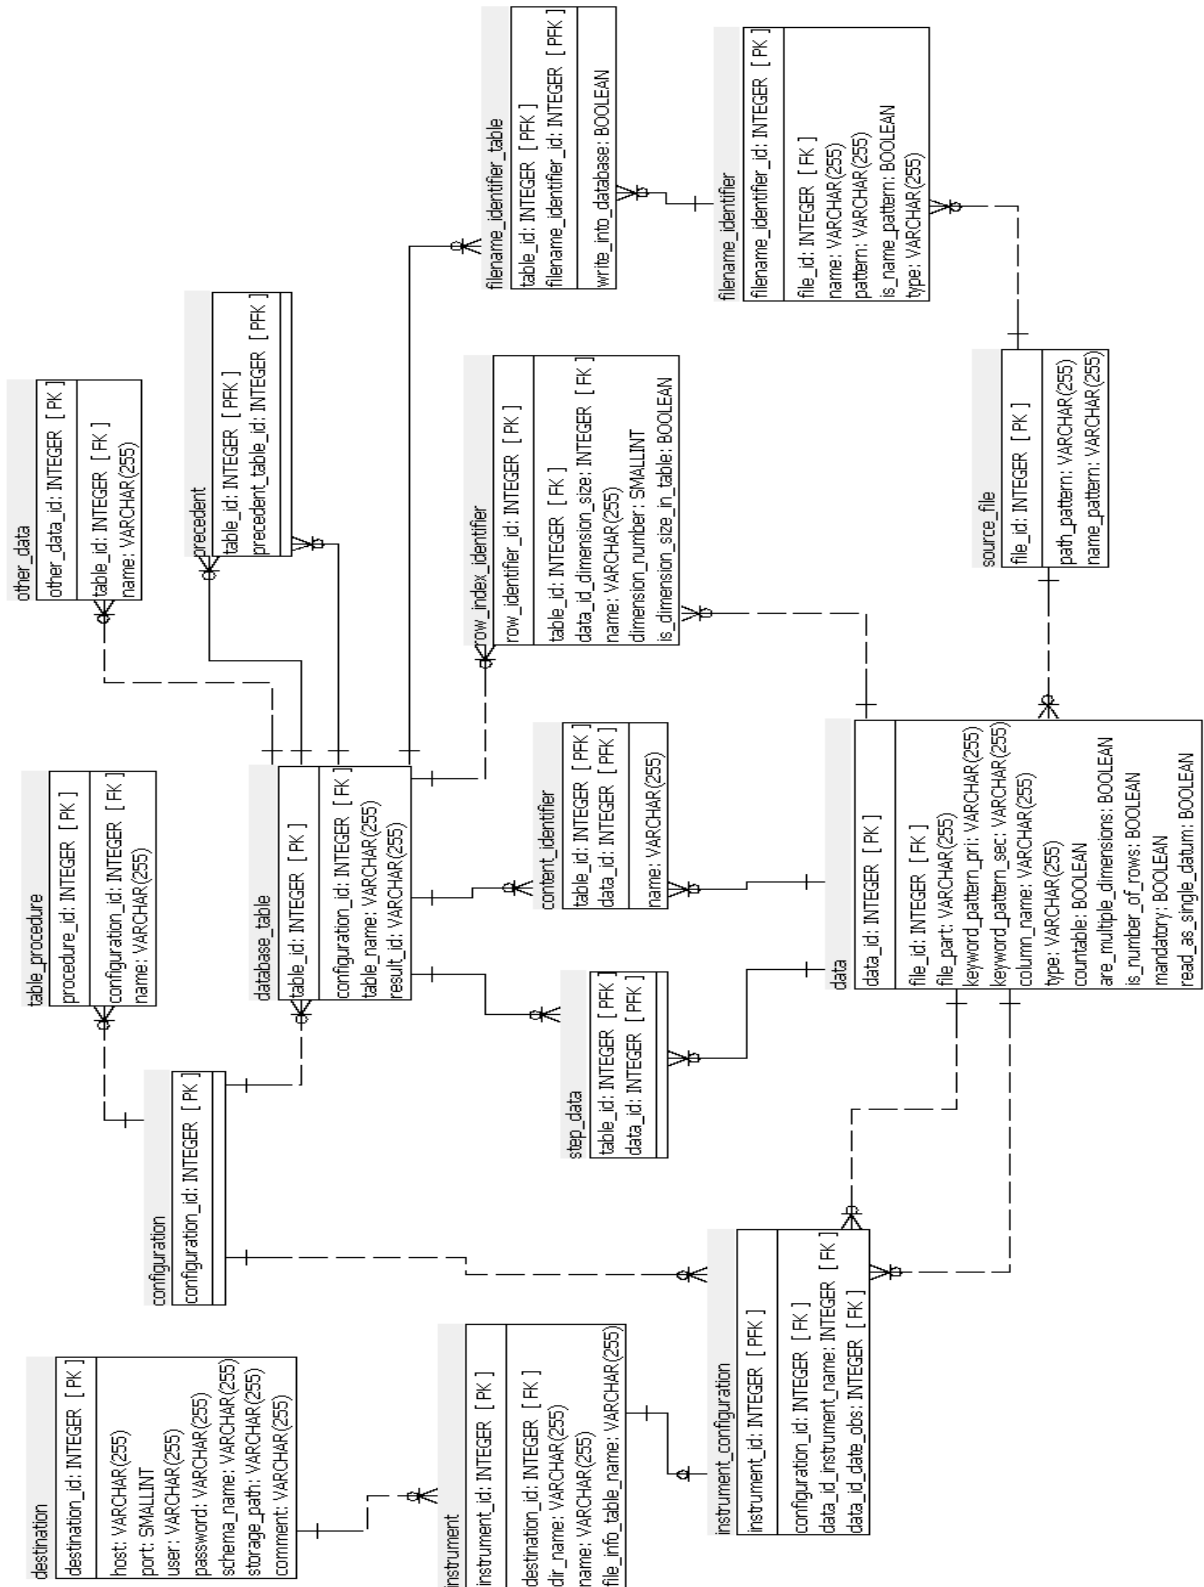 destination
destination_id: INTEGER [ PK ]
host: VARCHAR(255)
port: SMALLINT
user: VARCHAR(255)
password: VARCHAR(255)
schema_name: VARCHAR(255)
storage_path: VARCHAR(255)
comment: VARCHAR(255)
configuration
configuration_id: INTEGER [ PK ]
table_procedure
procedure_id: INTEGER [ PK ]
configuration_id: INTEGER [ FK ]
name: VARCHAR(255)
other_data
other_data_id: INTEGER [ PK ]
table_id: INTEGER [ FK ]
name: VARCHAR(255)
precedent
table_id: INTEGER [ PFK ]
precedent_table_id: INTEGER [ PFK ]
database_table
table_id: INTEGER [ PK ]
configuration_id: INTEGER [ FK ]
table_name: VARCHAR(255)
result_id: VARCHAR(255)
instrument
instrument_id: INTEGER [ PK ]
destination_id: INTEGER [ FK ]
dir_name: VARCHAR(255)
name: VARCHAR(255)
file_info_table_name: VARCHAR(255)
step_data
table_id: INTEGER [ PFK ]
data_id: INTEGER [ PFK ]
content_identifier
table_id: INTEGER [ PFK ]
data_id: INTEGER [ PFK ]
name: VARCHAR(255)
row_index_identifier
row_identifier_id: INTEGER [ PK ]
table_id: INTEGER [ FK ]
data_id_dimension_size: INTEGER [ FK ]
name: VARCHAR(255)
dimension_number: SMALLINT
is_dimension_size_in_table: BOOLEAN
filename_identifier_table
table_id: INTEGER [ PFK ]
filename_identifier_id: INTEGER [ PFK ]
write_into_database: BOOLEAN
instrument_configuration
instrument_id: INTEGER [ PFK ]
configuration_id: INTEGER [ FK ]
data_id_instrument_name: INTEGER [ FK ]
data_id_date_obs: INTEGER [ FK ]
data
data_id: INTEGER [ PK ]
file_id: INTEGER [ FK ]
file_part: VARCHAR(255)
keyword_pattern_pri: VARCHAR(255)
keyword_pattern_sec: VARCHAR(255)
column_name: VARCHAR(255)
type: VARCHAR(255)
countable: BOOLEAN
are_multiple_dimensions: BOOLEAN
is_number_of_rows: BOOLEAN
mandatory: BOOLEAN
read_as_single_datum: BOOLEAN
source_file
file_id: INTEGER [ PK ]
path_pattern: VARCHAR(255)
name_pattern: VARCHAR(255)
filename_identifier
filename_identifier_id: INTEGER [ PK ]
file_id: INTEGER [ FK ]
name: VARCHAR(255)
pattern: VARCHAR(255)
is_name_pattern: BOOLEAN
type: VARCHAR(255)